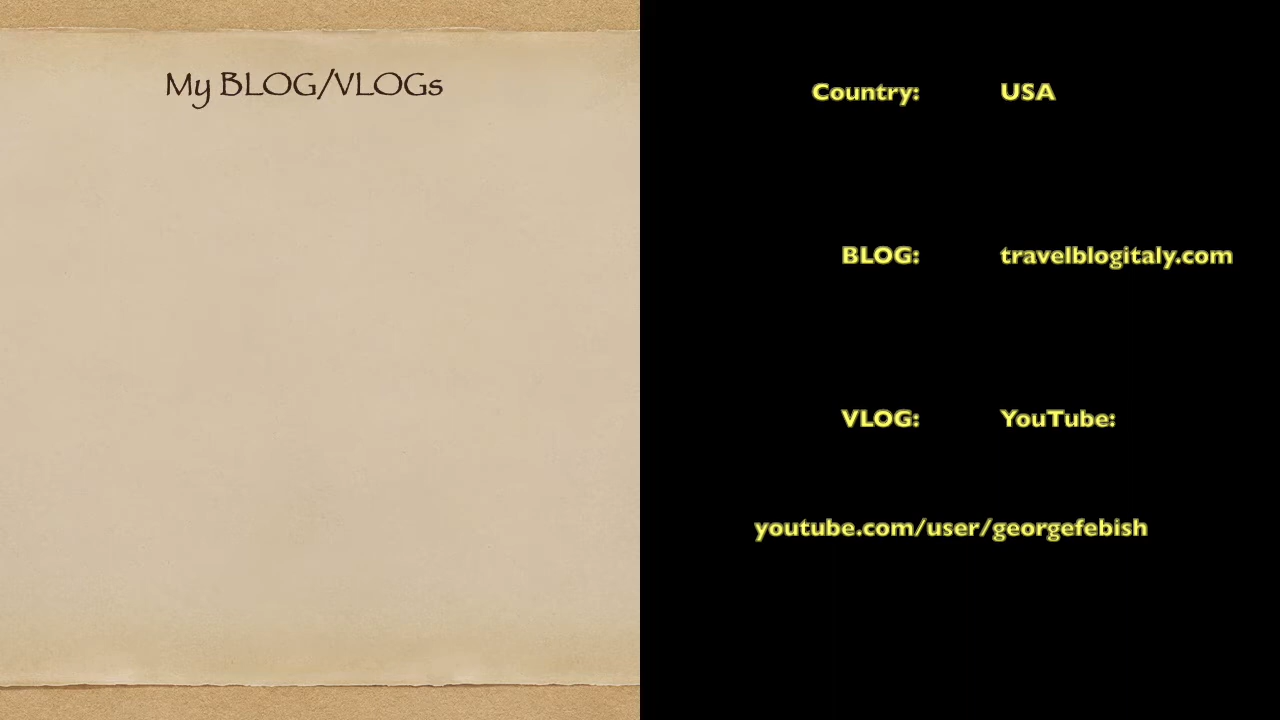 My BLOG/VLOGs
Country: USA
BLOG: travelblogitaly.com
VLOG: YouTube:
youtube.com/user/georgefebish